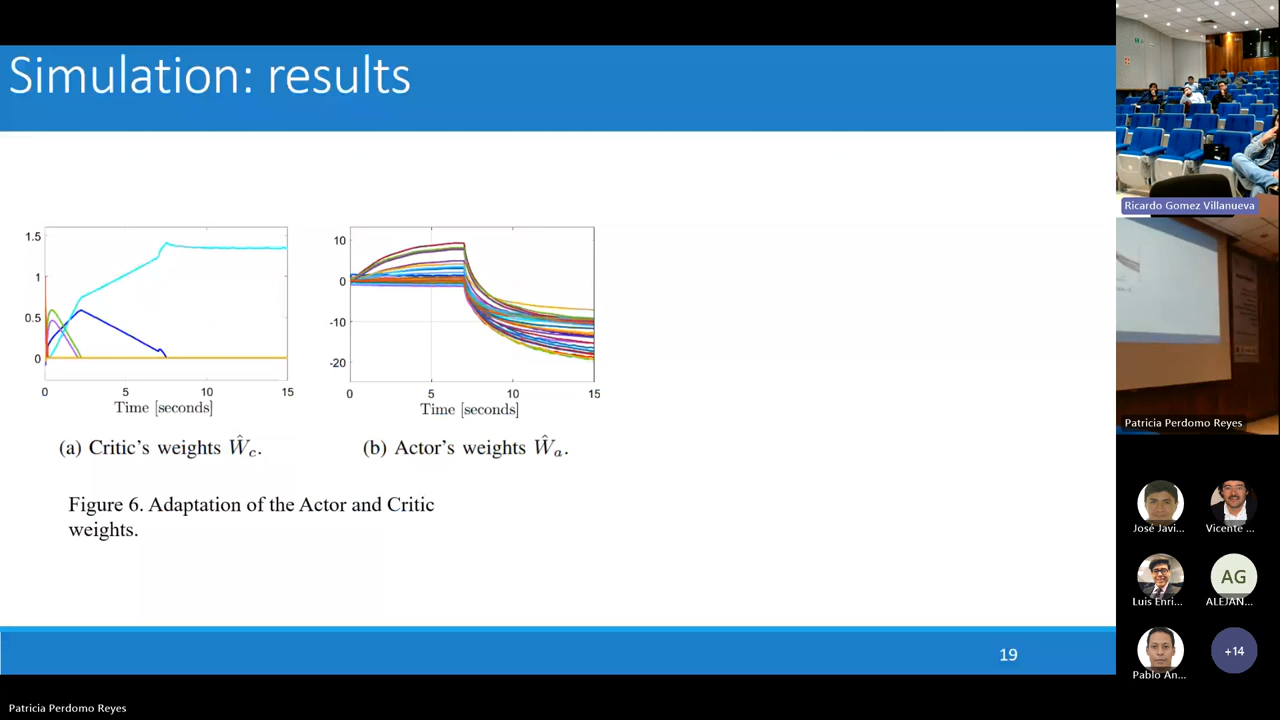 Simulation: results
1.5
1
0.5
0
0 5 10 15
Time [seconds]
10
0
-10
-20
0 5 10 15
Time [seconds]
(a) Critic's weights Ŵc.
(b) Actor's weights Ŵa.
Figure 6. Adaptation of the Actor and Critic
weights.
19
Ricardo Gomez Villanueva
Patricia Perdomo Reyes
José Javi...
Vicente ...
Luis Enri...
AG
ALEJAN...
Pablo An...
+14
Patricia Perdomo Reyes